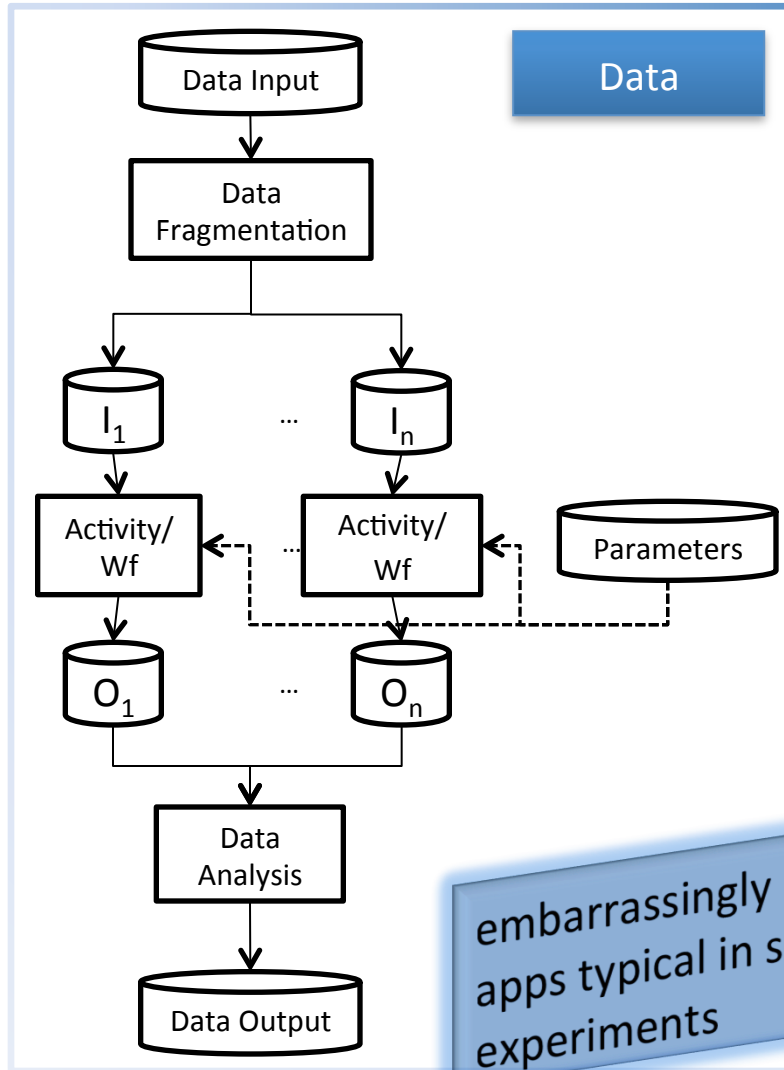 Data Input
Data
Data
Fragmentation
I₁
...
Iₙ
Activity/
Wf
...
Activity/
Wf
Parameters
O₁
...
Oₙ
Data
Analysis
Data Output
embarrassingly
apps typical in s
experiments